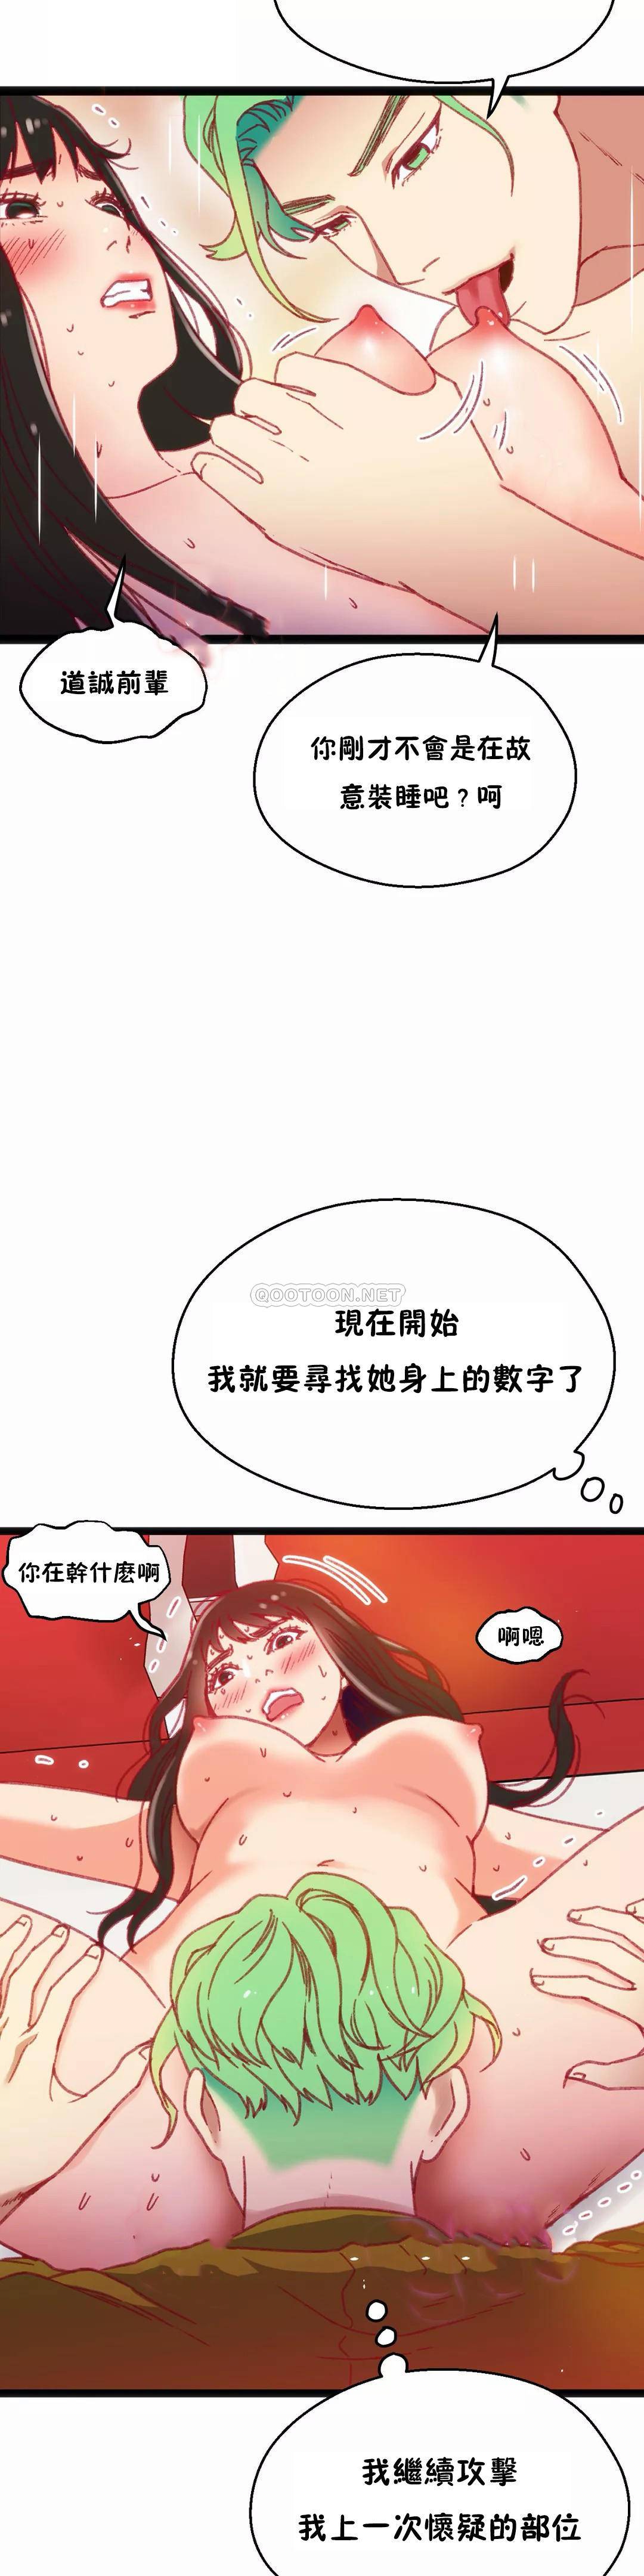 道誠前輩
你剛才不會是在故
意裝睡吧？呵
QOOTOON.NET
現在開始
我就要尋找她身上的數字了
你在幹什麽啊
啊嗯
我繼續攻擊
我上一次懷疑的部位